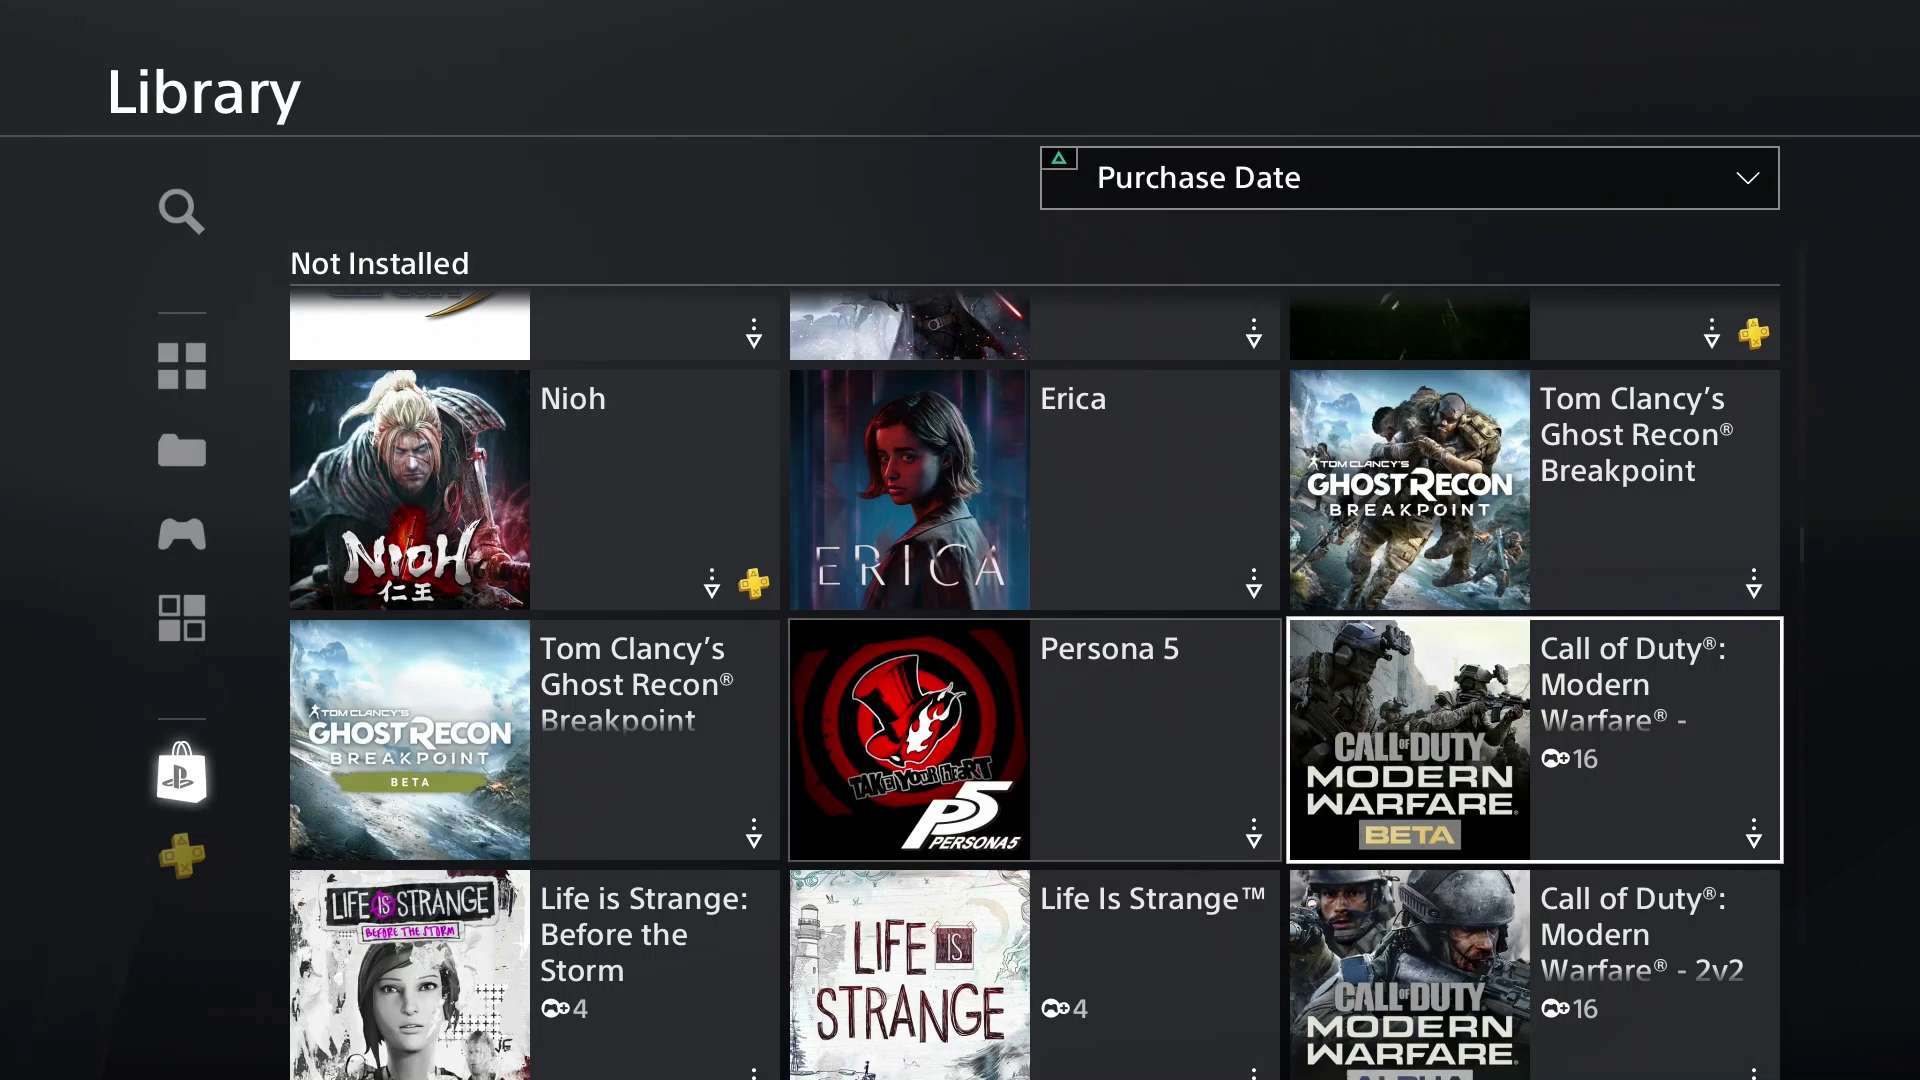 Library
Purchase Date
Not Installed
Nioh
Erica
Tom Clancy’s
Ghost Recon®
Breakpoint
NIOH
仁王
ERICA
TOM CLANCY'S
GHOST RECON
BREAKPOINT
Tom Clancy’s
Ghost Recon®
Breakpoint
Persona 5
Call of Duty®:
Modern
Warfare® -
16
TOM CLANCY'S
GHOST RECON
BREAKPOINT
BETA
TAKE YOUR HEART
P5
PERSONA5
CALL OF DUTY
MODERN
WARFARE
BETA
Life is Strange:
Before the
Storm
4
Life Is Strange™
4
Call of Duty®:
Modern
Warfare® - 2v2
16
LIFE IS STRANGE
BEFORE THE STORM
LIFE IS
STRANGE
CALL OF DUTY
MODERN
WARFARE